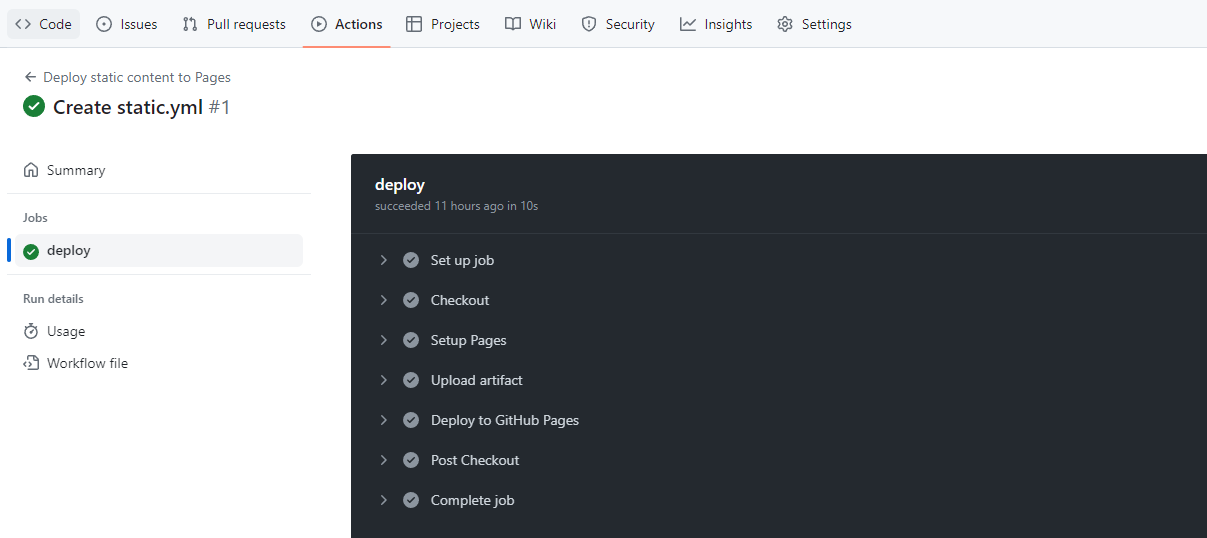 Code Issues Pull requests Actions Projects Wiki Security Insights Settings
Deploy static content to Pages
Create static.yml #1
Summary
Jobs
deploy
Run details
Usage
Workflow file
deploy
succeeded 11 hours ago in 10s
Set up job
Checkout
Setup Pages
Upload artifact
Deploy to GitHub Pages
Post Checkout
Complete job